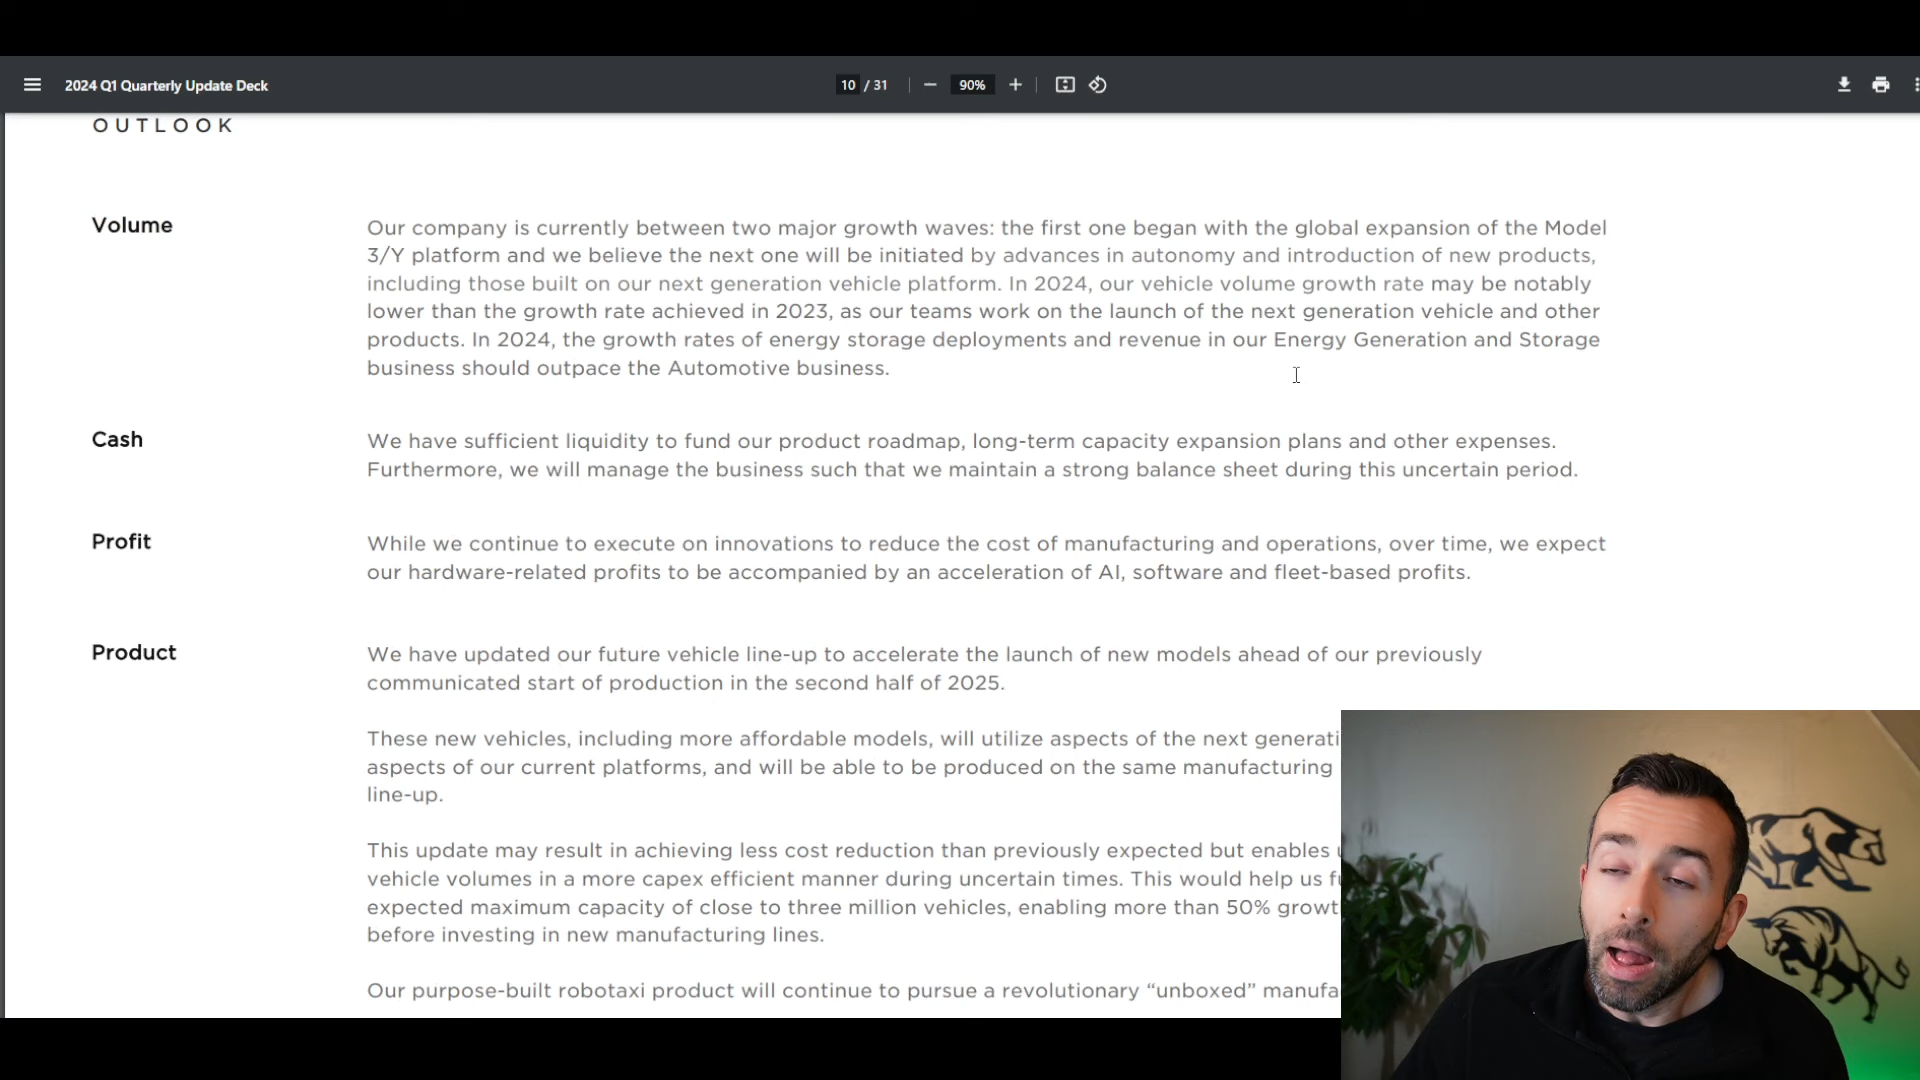 2024 Q1 Quarterly Update Deck
10 / 31
90%
OUTLOOK
Volume
Our company is currently between two major growth waves: the first one began with the global expansion of the Model
3/Y platform and we believe the next one will be initiated by advances in autonomy and introduction of new products,
including those built on our next generation vehicle platform. In 2024, our vehicle volume growth rate may be notably
lower than the growth rate achieved in 2023, as our teams work on the launch of the next generation vehicle and other
products. In 2024, the growth rates of energy storage deployments and revenue in our Energy Generation and Storage
business should outpace the Automotive business.
Cash
We have sufficient liquidity to fund our product roadmap, long-term capacity expansion plans and other expenses.
Furthermore, we will manage the business such that we maintain a strong balance sheet during this uncertain period.
Profit
While we continue to execute on innovations to reduce the cost of manufacturing and operations, over time, we expect
our hardware-related profits to be accompanied by an acceleration of AI, software and fleet-based profits.
Product
We have updated our future vehicle line-up to accelerate the launch of new models ahead of our previously
communicated start of production in the second half of 2025.
These new vehicles, including more affordable models, will utilize aspects of the next generati
aspects of our current platforms, and will be able to be produced on the same manufacturing
line-up.
This update may result in achieving less cost reduction than previously expected but enables
vehicle volumes in a more capex efficient manner during uncertain times. This would help us f
expected maximum capacity of close to three million vehicles, enabling more than 50% growt
before investing in new manufacturing lines.
Our purpose-built robotaxi product will continue to pursue a revolutionary “unboxed” manufa